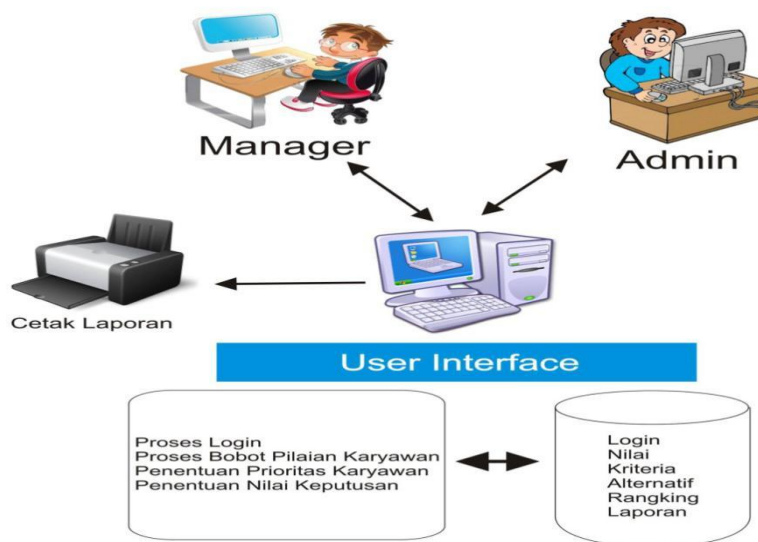 Manager
Admin
Cetak Laporan
User Interface
Proses Login
Proses Bobot Pilaian Karyawan
Penentuan Prioritas Karyawan
Penentuan Nilai Keputusan
Login
Nilai
Kriteria
Alternatif
Rangking
Laporan